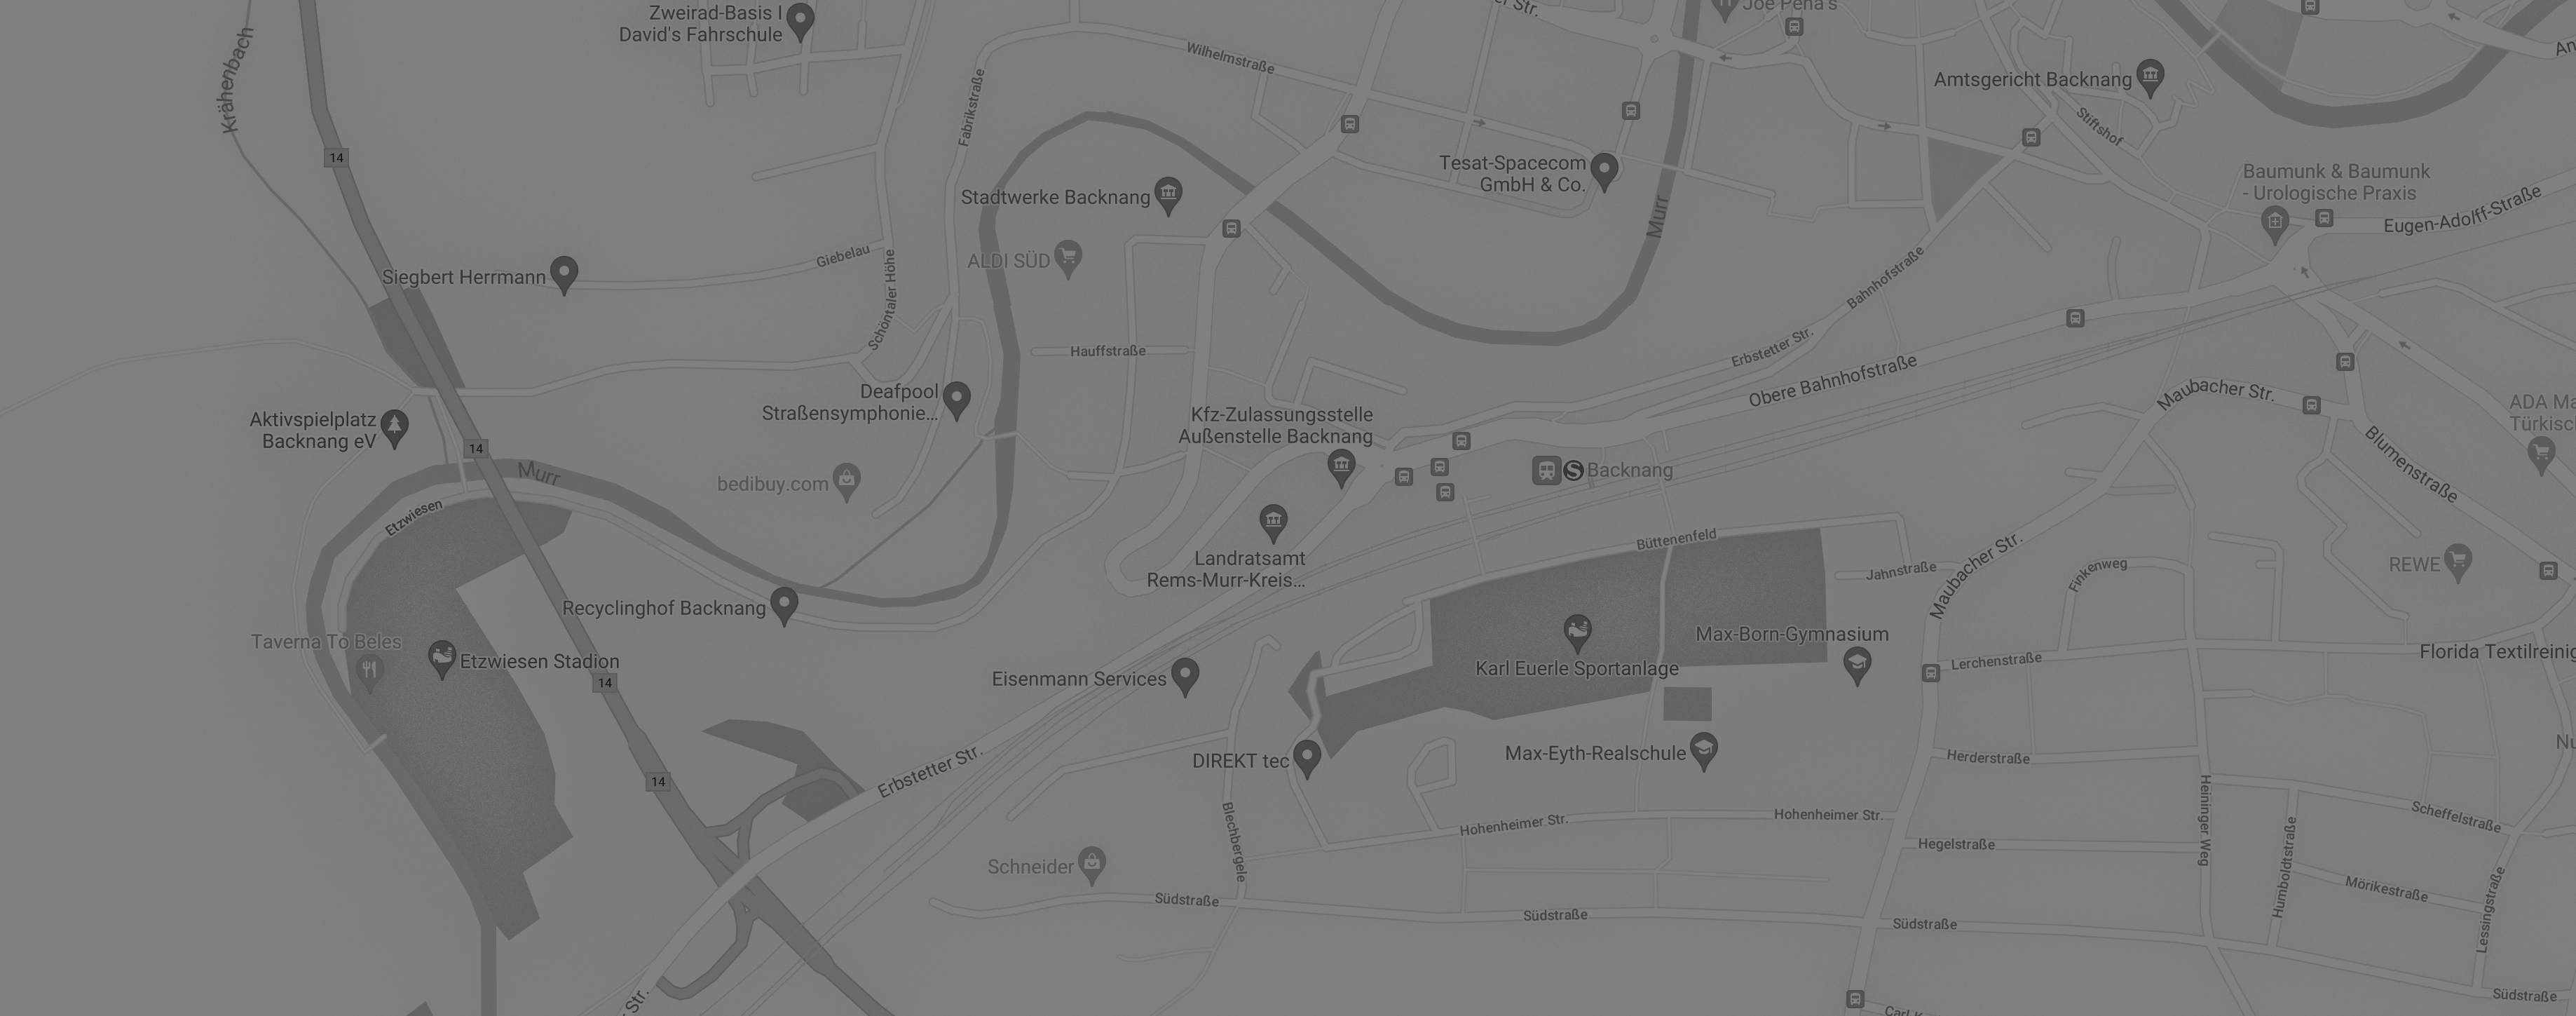 Zweirad-Basis I
David's Fahrschule
Krähenbach
14
Fabrikstraße
Wilhelmstraße
Joe Peña's
Amtsgericht Backnang
Stiftshof
Tesat-Spacecom
GmbH & Co.
Stadtwerke Backnang
Murr
Baumunk & Baumunk
- Urologische Praxis
Eugen-Adolff-Straße
ALDI SÜD
Giebelau
Siegbert Herrmann
Schöntaler Höhe
Bahnhofstraße
Hauffstraße
Erbstetter Str.
Obere Bahnhofstraße
Maubacher Str.
Deafpool
Straßensymphonie...
Aktivspielplatz
Backnang eV
Kfz-Zulassungsstelle
Außenstelle Backnang
14
Murr
bedibuy.com
S Backnang
Blumenstraße
Etzwiesen
Landratsamt
Rems-Murr-Kreis...
Büttenenfeld
Jahnstraße
Maubacher Str.
Finkenweg
REWE
Recyclinghof Backnang
Taverna To Beles
Etzwiesen Stadion
14
Eisenmann Services
Karl Euerle Sportanlage
Max-Born-Gymnasium
Lerchenstraße
DIREKT tec
Max-Eyth-Realschule
Herderstraße
14
Erbstetter Str.
Blechbergele
Hohenheimer Str.
Hohenheimer Str.
Heininger Weg
Scheffelstraße
Hegelstraße
Humboldtstraße
Schneider
Mörikestraße
Südstraße
Südstraße
Südstraße
Lessingstraße
Südstraße
Str.